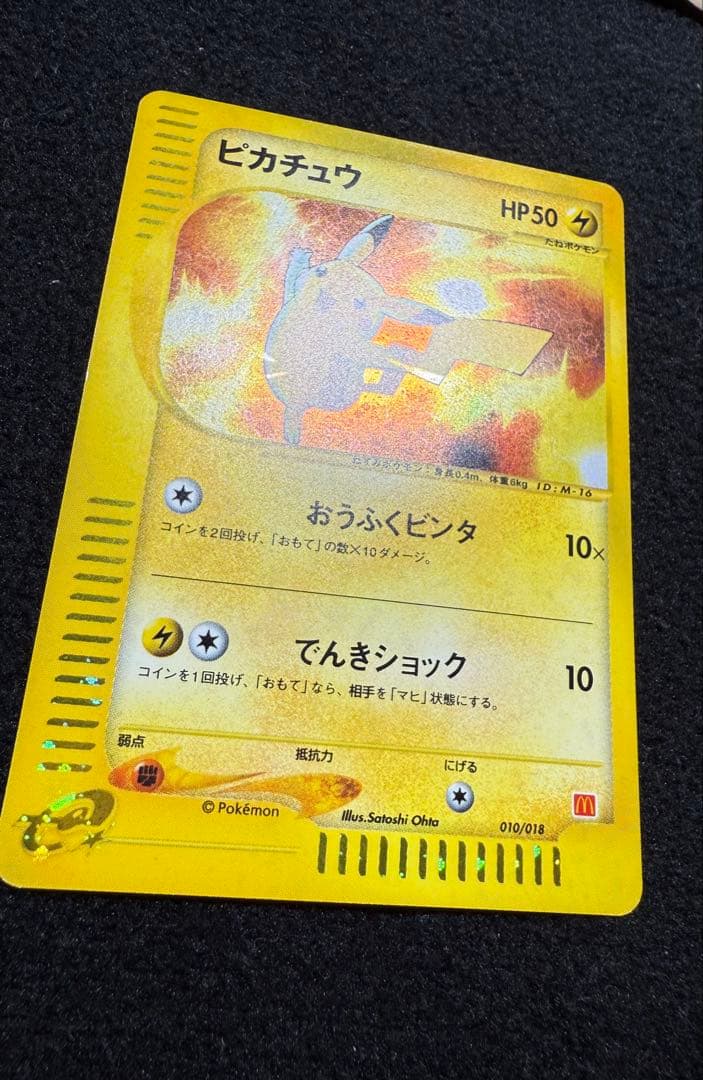 ピカチュウ
HP50
たねポケモン
ねずみポケモン・身長0.4m、体重6kg ID:M-16
おうふくビンタ
10×
コインを2回投げ、「おもて」の数×10ダメージ。
でんきショック
10
コインを1回投げ、「おもて」なら、相手を「マヒ」状態にする。
弱点
抵抗力
にげる
© Pokémon
Illus.Satoshi Ohta
010/018